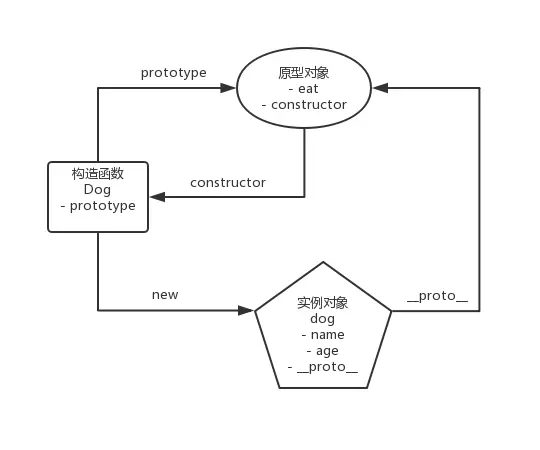 prototype
原型对象
- eat
- constructor
构造函数
Dog
- prototype
constructor
new
实例对象
dog
- name
- age
- __proto__
__proto__